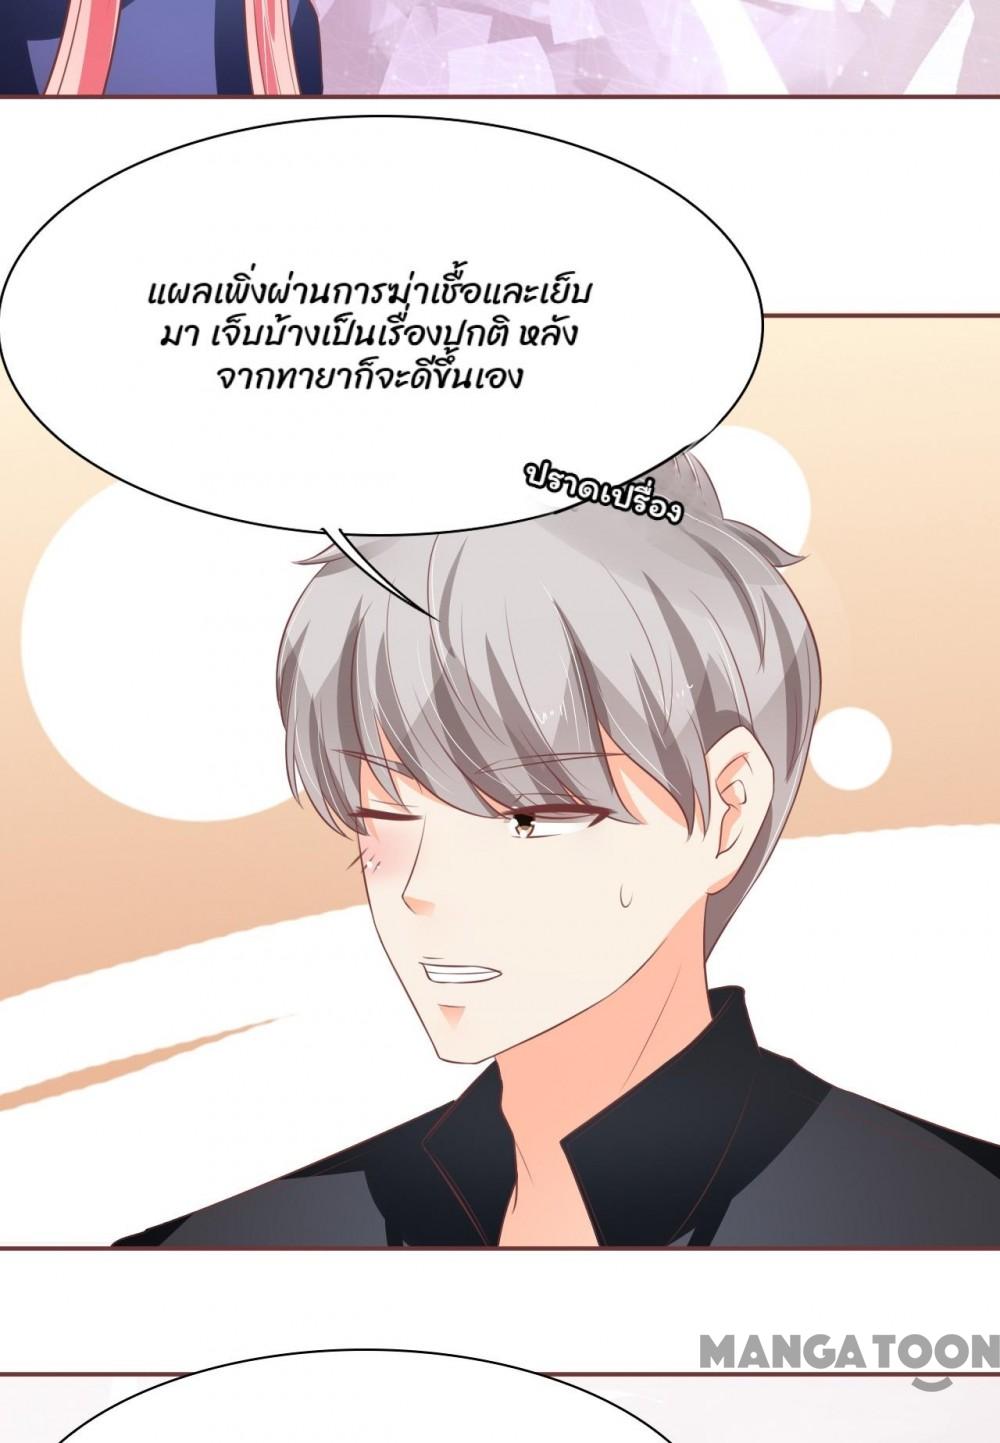 แผลเพิ่งผ่านการฆ่าเชื้อและเย็บ
มา เจ็บบ้างเป็นเรื่องปกติ หลัง
จากทายาก็จะดีขึ้นเอง
ปราดเปรื่อง
MANGATOON